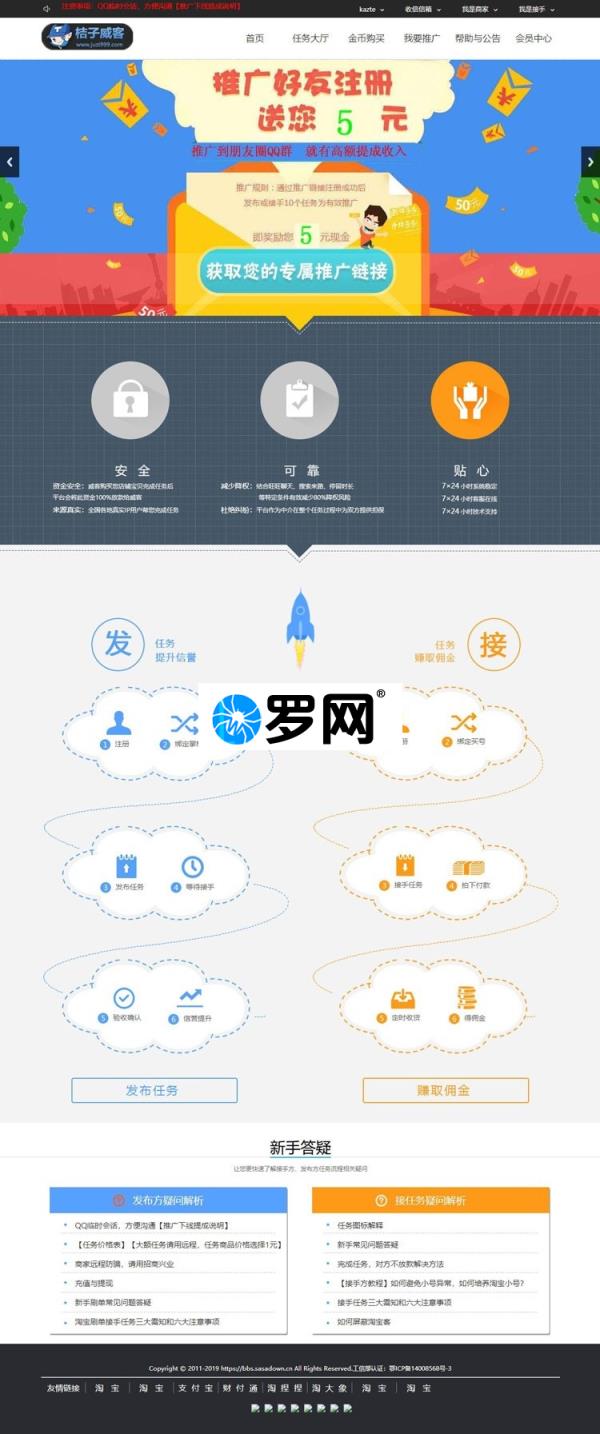 注意事项：QQ临时会话，方便沟通【推广下线提成说明】
kazte 收信信箱 我是商家 我是接手
桔子威客
www.juzi999.com
首页 任务大厅 金币购买 我要推广 帮助与公告 会员中心
推广好友注册
送您 5 元
推广到朋友圈QQ群 就有高额提成收入
推广规则：通过推广链接注册成功后
发布或接手10个任务为有效推广
即奖励您 5 元现金
50元
获取您的专属推广链接
安 全
可 靠
贴 心
资金安全：威客购买您店铺宝贝完成任务后
平台会将此资金100%放款给威客
来源真实：全国各地真实IP用户帮您完成任务
减少降权：结合旺旺聊天、搜索来路、停留时长
等特定条件有效减少80%降权风险
杜绝纠纷：平台作为中介在整个任务过程中为双方提供担保
7×24 小时系统稳定
7×24 小时客服在线
7×24 小时技术支持
发 任务
提升信誉
任务 接
赚取佣金
罗网®
1 注册 2 绑定掌柜
2 绑定买号
3 发布任务 4 等待接手
3 接手任务 4 拍下付款
5 验收确认 6 信誉提升
5 定时收货 6 得佣金
发布任务
赚取佣金
新手答疑
让您更快速了解接手方、发布方任务流程相关疑问
发布方疑问解析
QQ临时会话，方便沟通【推广下线提成说明】
【任务价格表】【大额任务请用远程，任务商品价格选择1元】
商家远程防骗，请用招商兴业
充值与提现
新手刷单常见问题答疑
淘宝刷单接手任务三大需知和六大注意事项
接任务疑问解析
任务图标解释
新手常见问题答疑
完成任务，对方不放款解决方法
【接手方教程】如何避免小号异常，如何培养淘宝小号？
接手任务三大需知和六大注意事项
如何屏蔽淘宝客
Copyright © 2011-2019 https://bbs.sasadown.cn All Rights Reserved.工信部认证：鄂ICP备14008568号-3
友情链接 淘 宝 淘 宝 支 付 宝 财 付 通 淘 捏 捏 淘 大 象 淘 宝 淘 宝